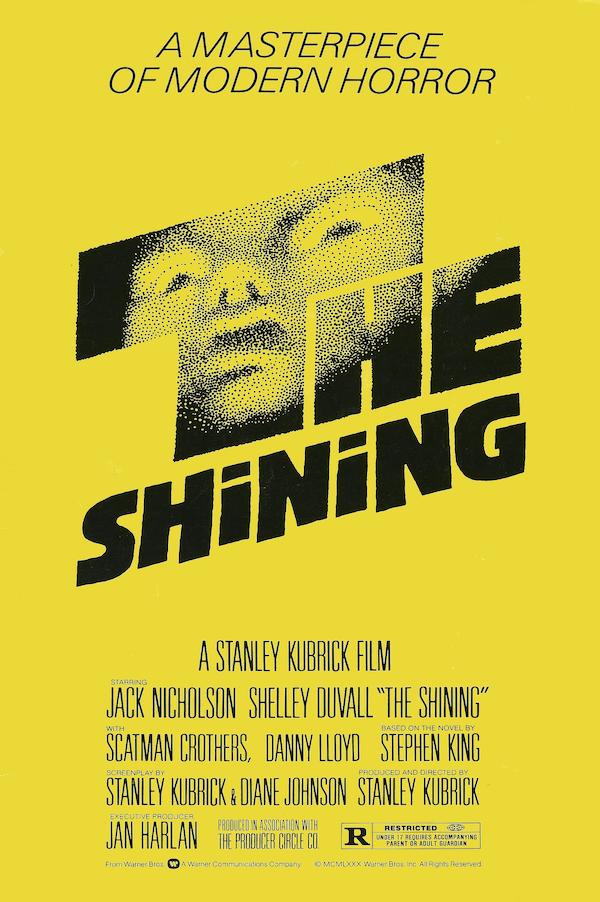 A MASTERPIECE
OF MODERN HORROR
THE
SHiNiNG
A STANLEY KUBRICK FILM
STARRING
JACK NICHOLSON SHELLEY DUVALL "THE SHINING"
WITH BASED ON THE NOVEL BY
SCATMAN CROTHERS, DANNY LLOYD STEPHEN KING
SCREENPLAY BY PRODUCED AND DIRECTED BY
STANLEY KUBRICK & DIANE JOHNSON STANLEY KUBRICK
EXECUTIVE PRODUCER
JAN HARLAN
PRODUCED IN ASSOCIATION WITH
THE PRODUCER CIRCLE CO.
R RESTRICTED
UNDER 17 REQUIRES ACCOMPANYING
PARENT OR ADULT GUARDIAN
From Warner Bros. A Warner Communications Company © MCMLXXX Warner Bros. Inc. All Rights Reserved